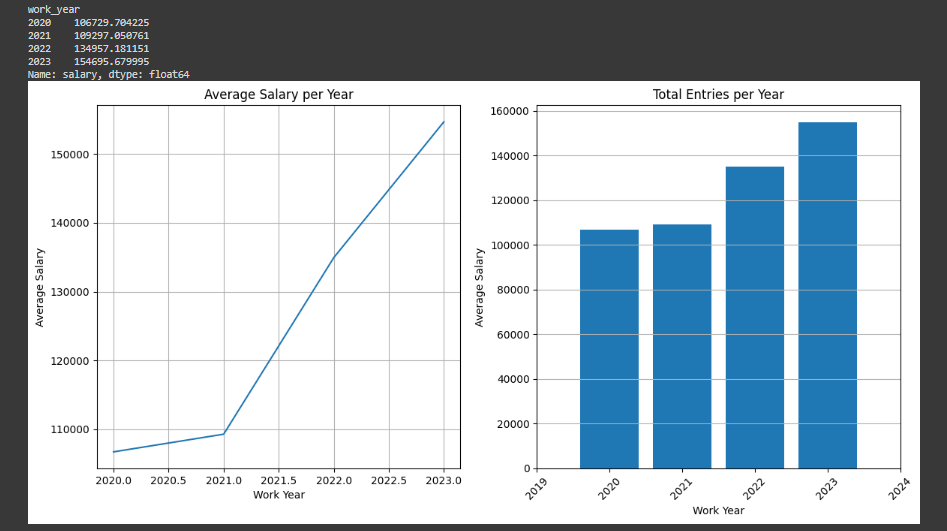 work_year
2020    106729.704225
2021    109297.050761
2022    134957.181151
2023    154695.679995
Name: salary, dtype: float64
Average Salary per Year
150000
140000
130000
120000
110000
Average Salary
2020.0 2020.5 2021.0 2021.5 2022.0 2022.5 2023.0
Work Year
Total Entries per Year
160000
140000
120000
100000
80000
60000
40000
20000
0
Average Salary
2019 2020 2021 2022 2023 2024
Work Year